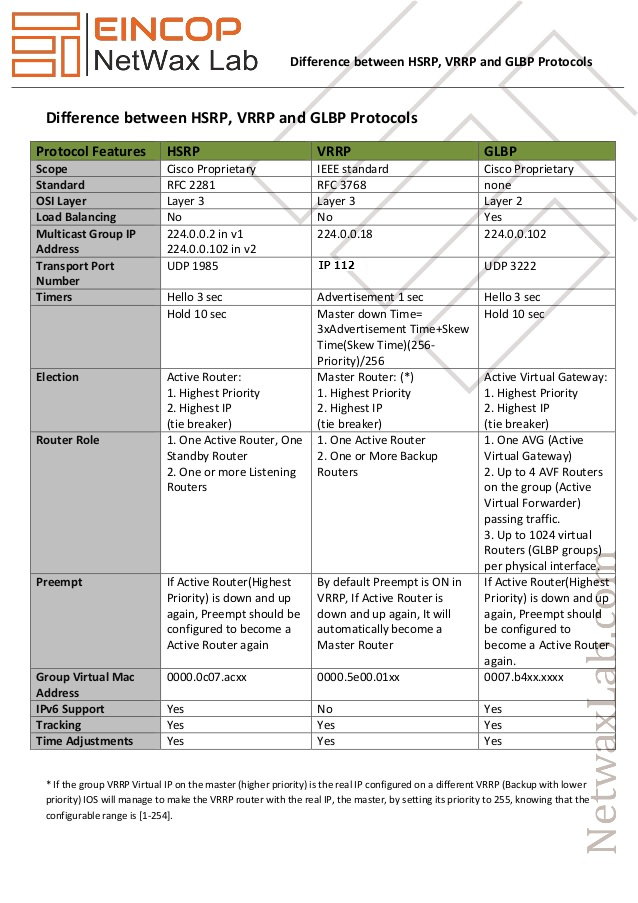 EINCOP
NetWax Lab
Difference between HSRP, VRRP and GLBP Protocols
Difference between HSRP, VRRP and GLBP Protocols
Protocol Features HSRP VRRP GLBP
Scope Cisco Proprietary IEEE standard Cisco Proprietary
Standard RFC 2281 RFC 3768 none
OSI Layer Layer 3 Layer 3 Layer 2
Load Balancing No No Yes
Multicast Group IP 224.0.0.2 in v1 224.0.0.18 224.0.0.102
Address 224.0.0.102 in v2
Transport Port UDP 1985 IP 112 UDP 3222
Number
Timers Hello 3 sec Advertisement 1 sec Hello 3 sec
Hold 10 sec Master down Time= Hold 10 sec
3xAdvertisement Time+Skew
Time(Skew Time)(256-
Priority)/256
Election Active Router: Master Router: (*) Active Virtual Gateway:
1. Highest Priority 1. Highest Priority 1. Highest Priority
2. Highest IP 2. Highest IP 2. Highest IP
(tie breaker) (tie breaker) (tie breaker)
Router Role 1. One Active Router, One 1. One Active Router 1. One AVG (Active
Standby Router 2. One or More Backup Virtual Gateway)
2. One or more Listening Routers 2. Up to 4 AVF Routers
Routers on the group (Active
Virtual Forwarder)
passing traffic.
3. Up to 1024 virtual
Routers (GLBP groups)
per physical interface.
Preempt If Active Router(Highest By default Preempt is ON in If Active Router(Highest
Priority) is down and up VRRP, If Active Router is Priority) is down and up
again, Preempt should be down and up again, It will again, Preempt should
configured to become a automatically become a be configured to
Active Router again Master Router become a Active Router
again.
Group Virtual Mac 0000.0c07.acxx 0000.5e00.01xx 0007.b4xx.xxxx
Address
IPv6 Support Yes No Yes
Tracking Yes Yes Yes
Time Adjustments Yes Yes Yes
* If the group VRRP Virtual IP on the master (higher priority) is the real IP configured on a different VRRP (Backup with lower
priority) IOS will manage to make the VRRP router with the real IP, the master, by setting its priority to 255, knowing that the
configurable range is [1-254].
NetwaxLab.com